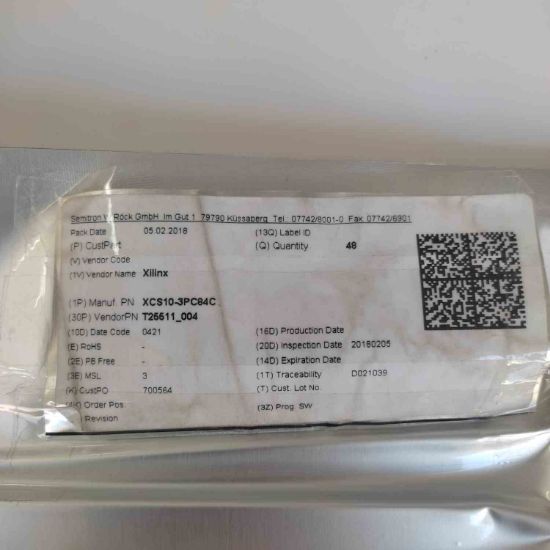 Semitron W.Röck GmbH Im Gut 1 79790 Küssaberg Tel.: 07742/8001-0 Fax 07742/6901
Pack Date 05.02.2018 (13Q) Label ID
(P) CustPart (Q) Quantity 48
(V) Vendor Code
(1V) Vendor Name Xilinx
(1P) Manuf. PN XCS10-3PC84C
(30P) VendorPN T26611_004
(10D) Date Code 0421 (16D) Production Date
(E) RoHS - (20D) Inspection Date 20180205
(2E) PB Free - (14D) Expiration Date
(3E) MSL 3 (1T) Traceability D021039
(K) CustPO 700564 (T) Cust. Lot No.
(4K) Order Pos (3Z) Prog. SW
Revision